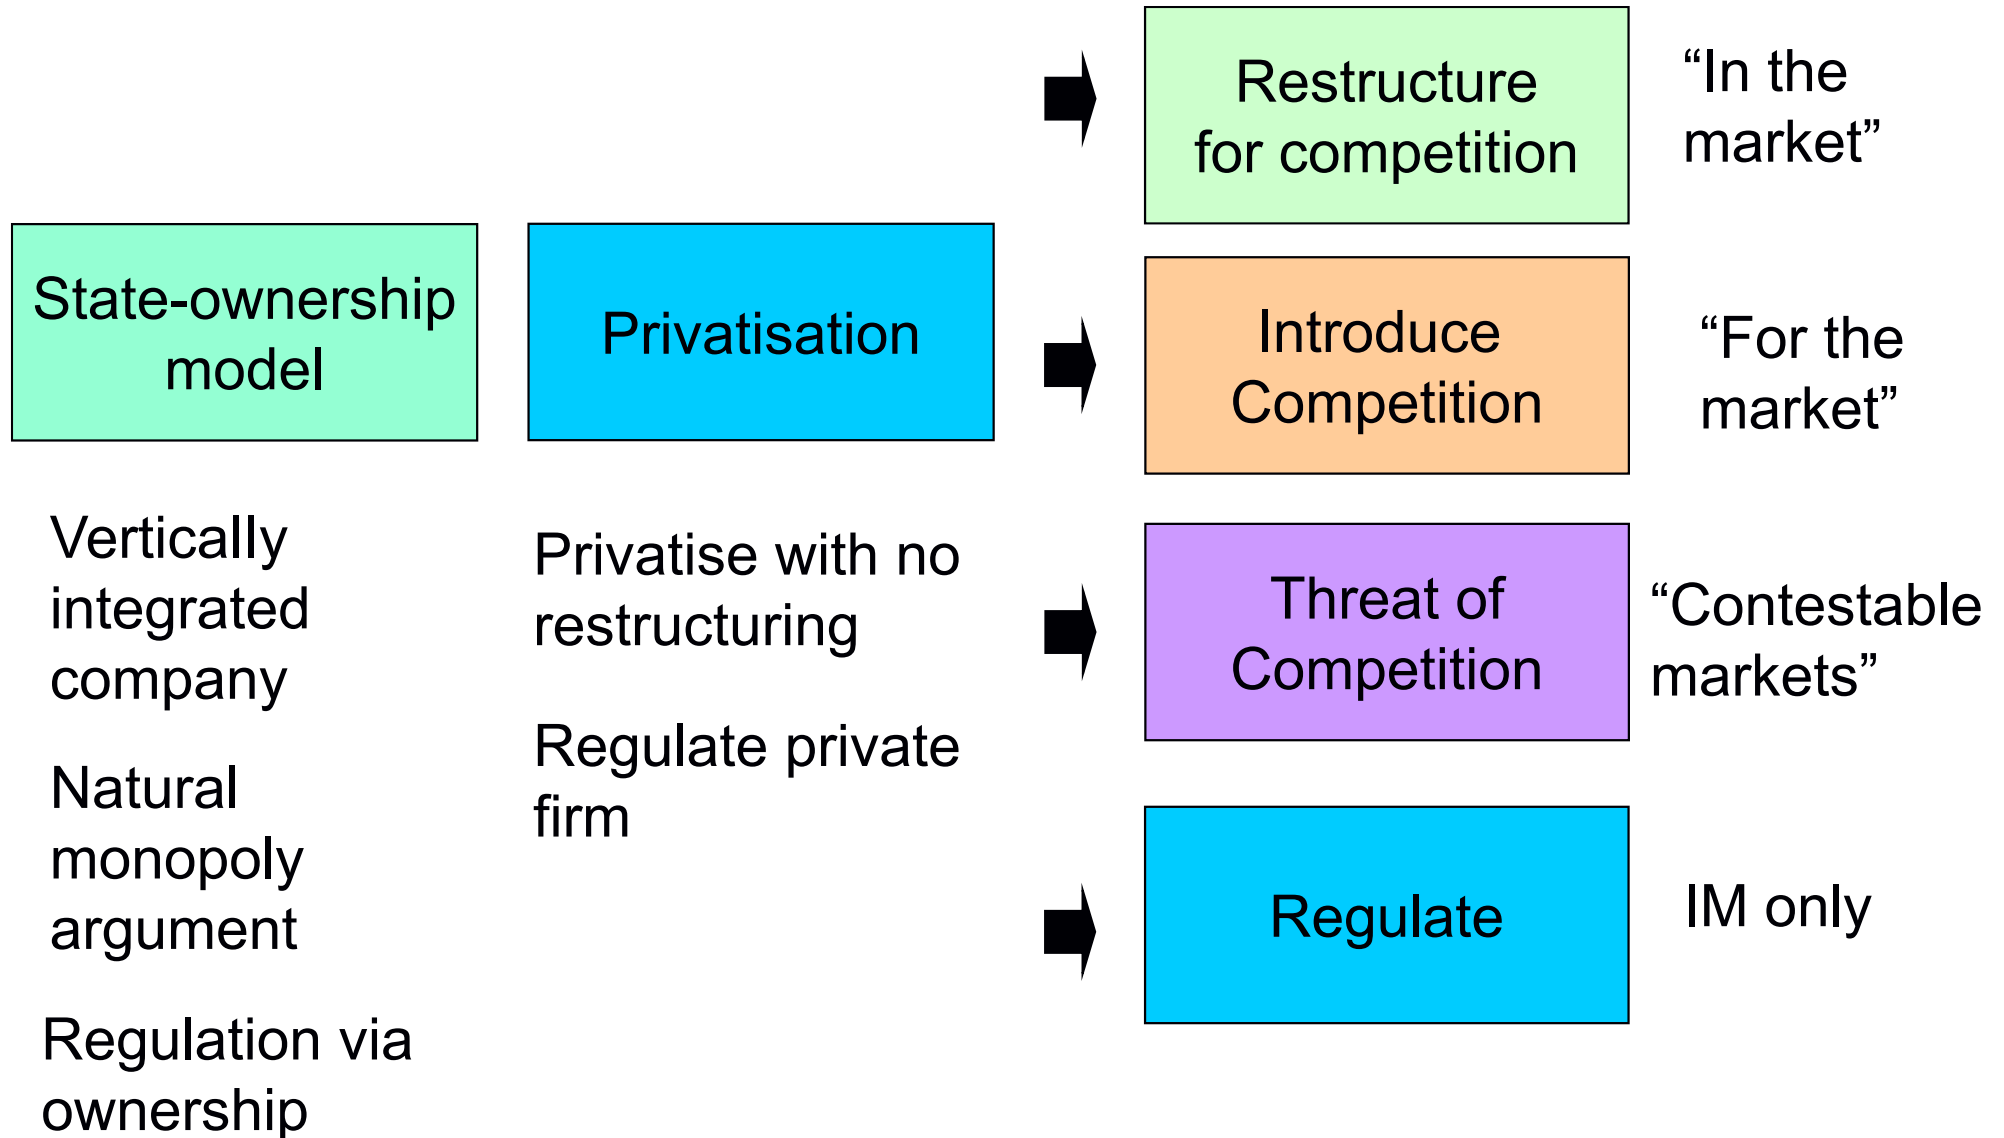 State-ownership
model
Vertically
integrated
company
Natural
monopoly
argument
Regulation via
ownership
Privatisation
Privatise with no
restructuring
Regulate private
firm
Restructure
for competition
“In the
market”
Introduce
Competition
“For the
market”
Threat of
Competition
“Contestable
markets”
Regulate
IM only